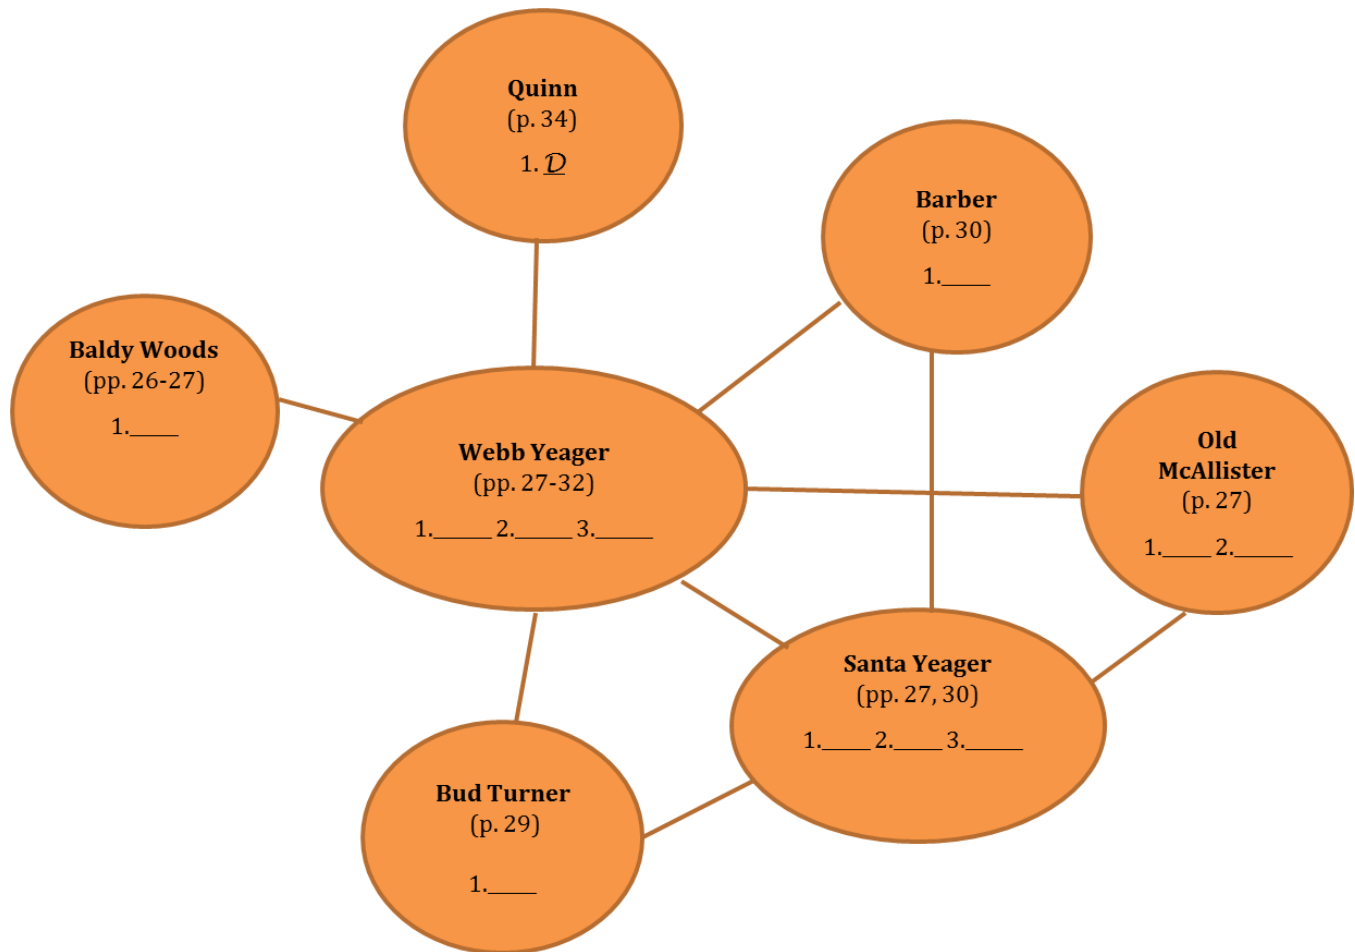 Quinn
(p. 34)
1. D
Barber
(p. 30)
1.____
Baldy Woods
(pp. 26-27)
1.____
Webb Yeager
(pp. 27-32)
1._____ 2._____ 3._____
Old
McAllister
(p. 27)
1.____ 2._____
Santa Yeager
(pp. 27, 30)
1.____ 2.____ 3._____
Bud Turner
(p. 29)
1.____